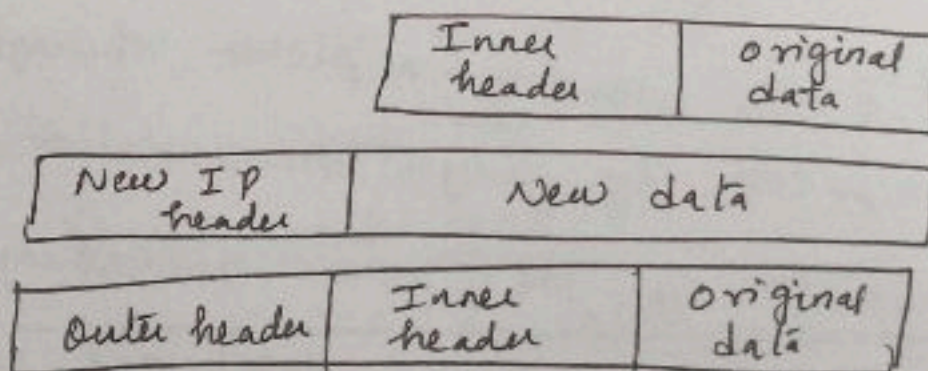 Inner original
header data
New IP New data
header
Outer header Inner original
header data